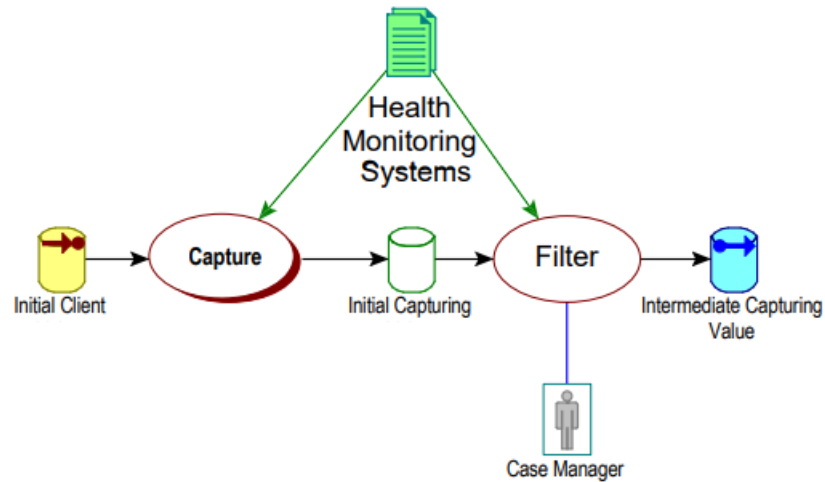 Health
Monitoring
Systems
Capture
Filter
Initial Client
Initial Capturing
Intermediate Capturing
Value
Case Manager